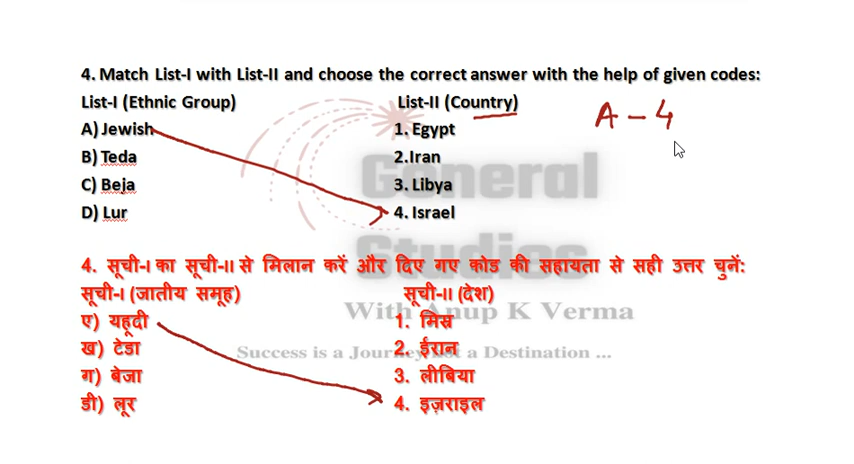 4. Match List-I with List-II and choose the correct answer with the help of given codes:
List-I (Ethnic Group) List-II (Country)
A) Jewish 1. Egypt
A - 4
B) Teda 2.Iran
C) Beja 3. Libya
D) Lur 4. Israel
General
Studies
4. सूची-I का सूची-II से मिलान करें और दिए गए कोड की सहायता से सही उत्तर चुनें:
सूची-I (जातीय समूह) सूची-II (देश)
With Anup K Verma
ए) यहूदी 1. मिस्र
ख) टेडा 2. ईरान
Success is a Journey not a Destination ...
ग) बेजा 3. लीबिया
डी) लूर 4. इज़राइल